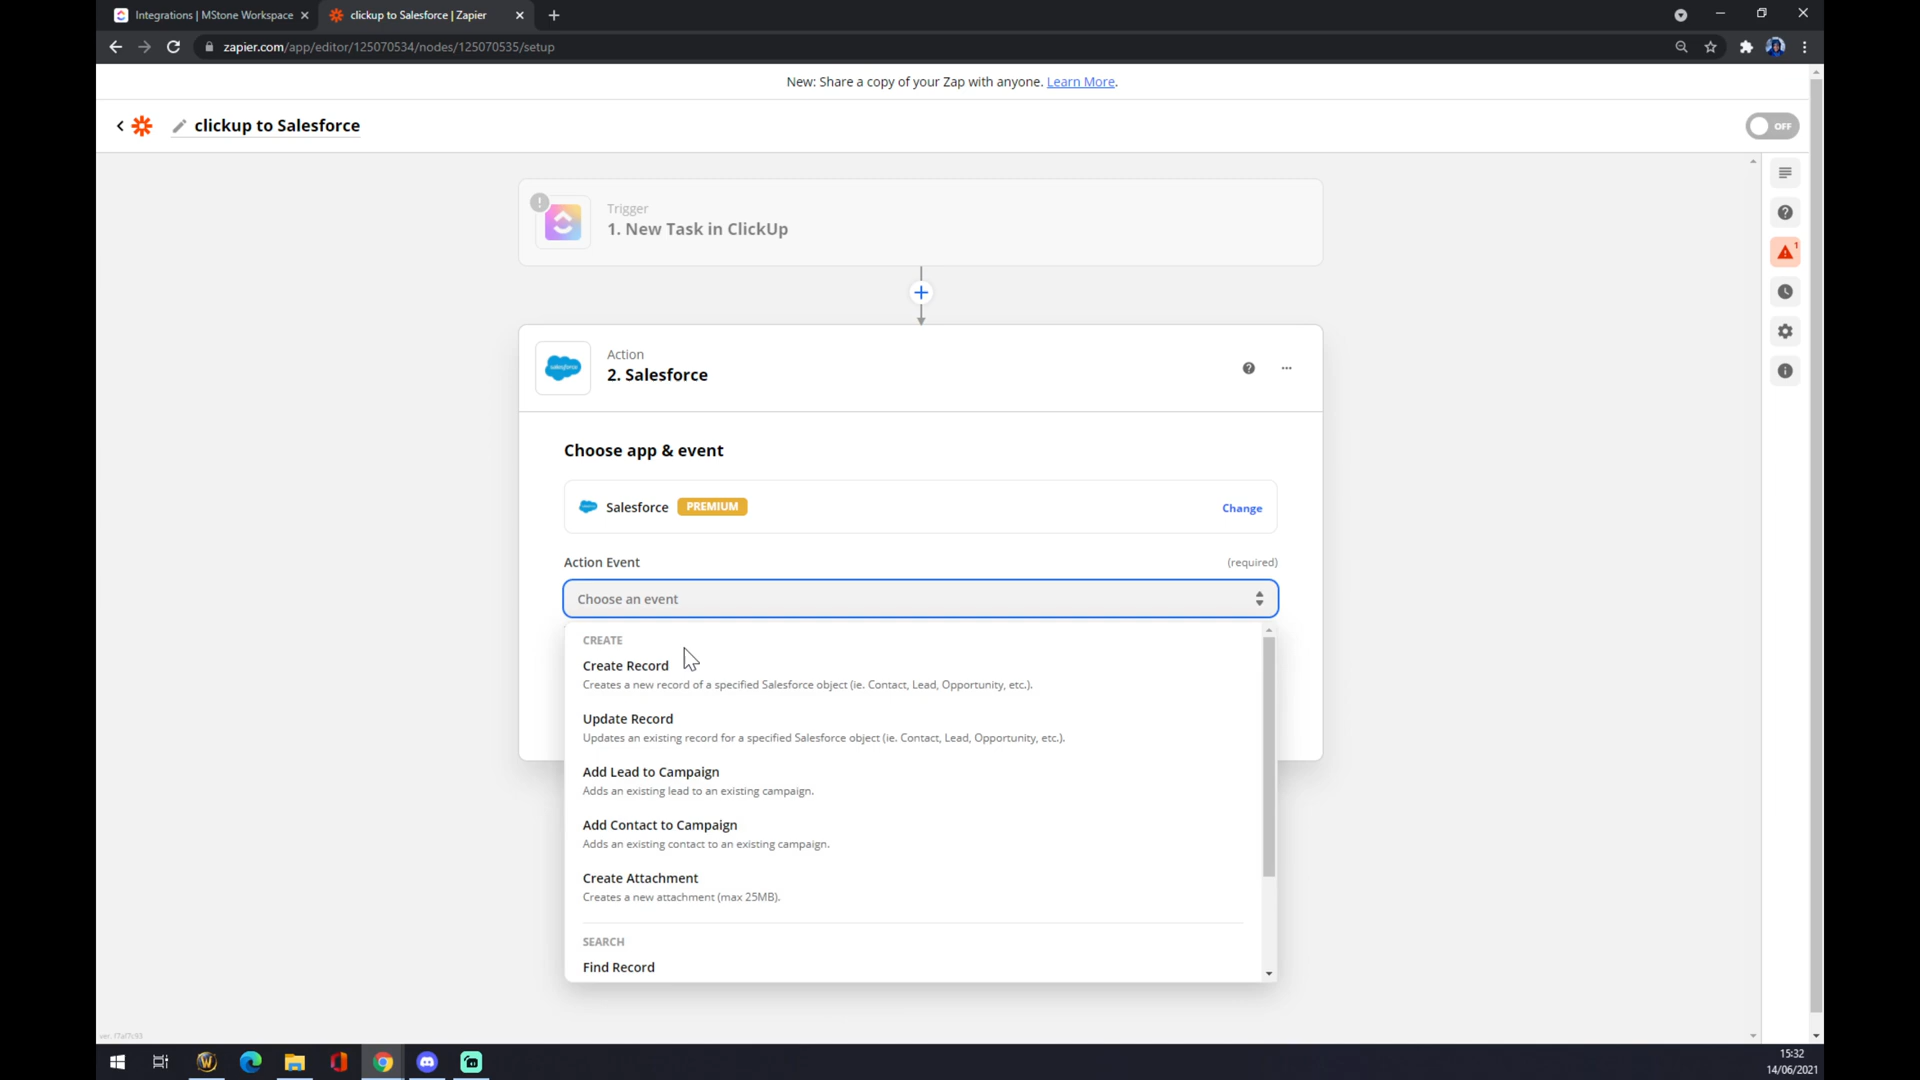 Integrations | MStone Workspace
clickup to Salesforce | Zapier
zapier.com/app/editor/125070534/nodes/125070535/setup
New: Share a copy of your Zap with anyone. Learn More.
clickup to Salesforce
OFF
Trigger
1. New Task in ClickUp
1
Action
2. Salesforce
Choose app & event
Salesforce PREMIUM
Change
Action Event
(required)
Choose an event
CREATE
Create Record
Creates a new record of a specified Salesforce object (ie. Contact, Lead, Opportunity, etc.).
Update Record
Updates an existing record for a specified Salesforce object (ie. Contact, Lead, Opportunity, etc.).
Add Lead to Campaign
Adds an existing lead to an existing campaign.
Add Contact to Campaign
Adds an existing contact to an existing campaign.
Create Attachment
Creates a new attachment (max 25MB).
SEARCH
Find Record
15:32
14/06/2021